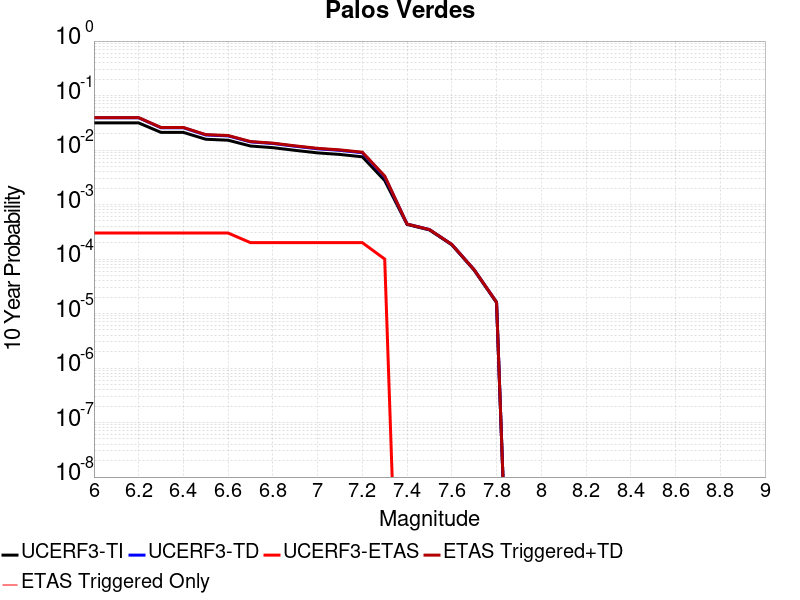 Palos Verdes
10 Year Probability
10^0
10^-1
10^-2
10^-3
10^-4
10^-5
10^-6
10^-7
10^-8
6 6.2 6.4 6.6 6.8 7 7.2 7.4 7.6 7.8 8 8.2 8.4 8.6 8.8 9
Magnitude
UCERF3-TI UCERF3-TD UCERF3-ETAS ETAS Triggered+TD
ETAS Triggered Only